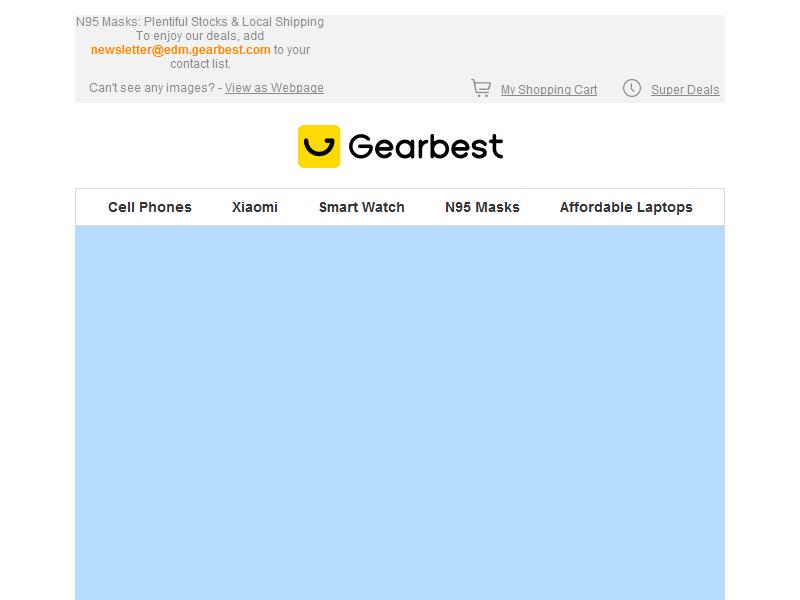 N95 Masks: Plentiful Stocks & Local Shipping
To enjoy our deals, add
newsletter@edm.gearbest.com to your
contact list.
Can't see any images? - View as Webpage
My Shopping Cart
Super Deals
Gearbest
Cell Phones
Xiaomi
Smart Watch
N95 Masks
Affordable Laptops